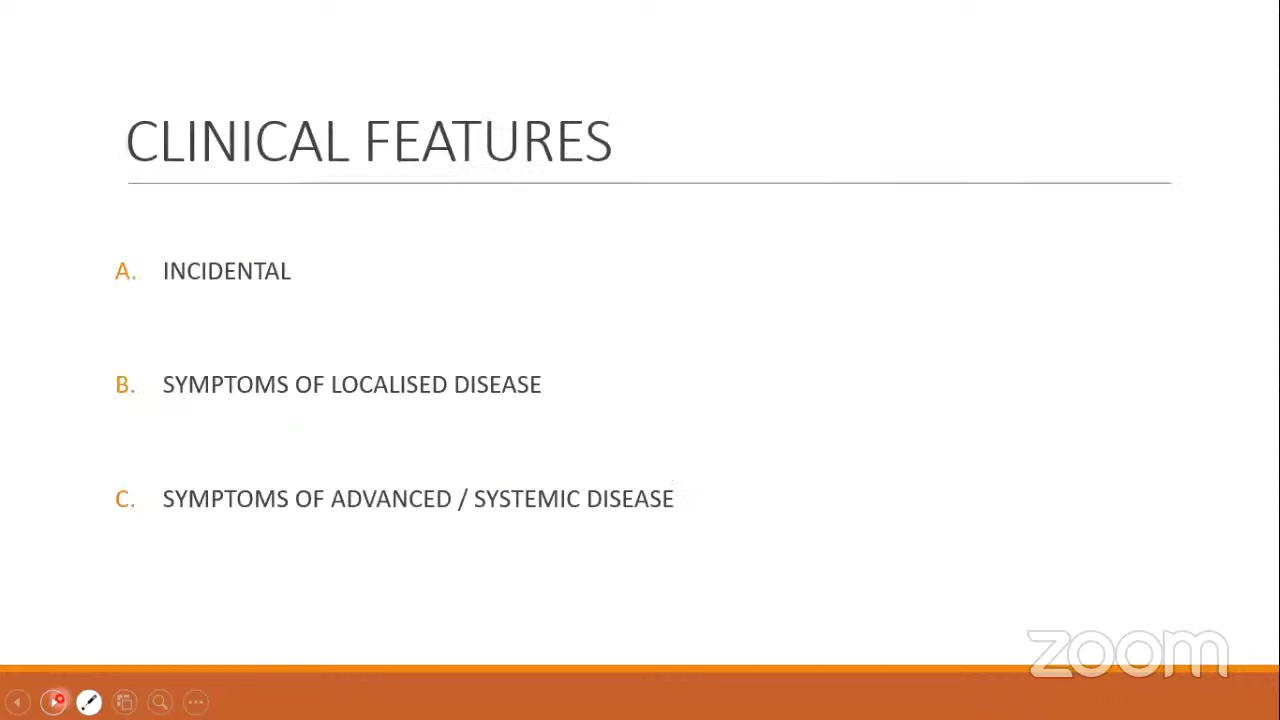 CLINICAL FEATURES
A. INCIDENTAL
B. SYMPTOMS OF LOCALISED DISEASE
C. SYMPTOMS OF ADVANCED / SYSTEMIC DISEASE
zoom